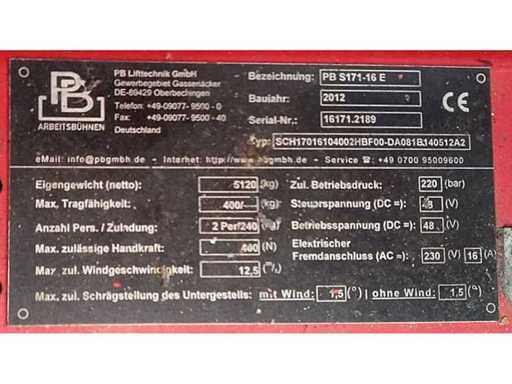 PB
ARBEITSBÜHNEN
PB Lifttechnik GmbH
Gewerbegebiet Gassenäcker
DE-89429 Oberbechingen
Telefon: +49-09077- 9500 - 0
Fax: +49-09077- 9500 - 40
Deutschland
Bezeichnung: PB S171-16 E
Baujahr: 2012
Serial-Nr.: 16171.2189
CE
Typ: SCH17016104002HBF00-DA081B140512A2
eMail: info@pbgmbh.de - Internet: http://www.pbgmbh.de - Service ☎: +49 0700 95009600
Eigengewicht (netto): 5120 (kg) Zul. Betriebsdruck: 220 (bar)
Max. Tragfähigkeit: 400/ (kg) Steuerspannung (DC =): (V)
Anzahl Pers. / Zuladung: 2 Per/240 (kg) Betriebsspannung (DC =): 48 (V)
Max. zulässige Handkraft: 400 (N) Elektrischer
Fremdanschluss (AC ~): 230 (V) 16 (A)
Max. zul. Windgeschwindigkeit: 12,5 (m/s)
Max. zul. Schrägstellung des Untergestells: mit Wind: 1,5 (°) ohne Wind: 1,5 (°)